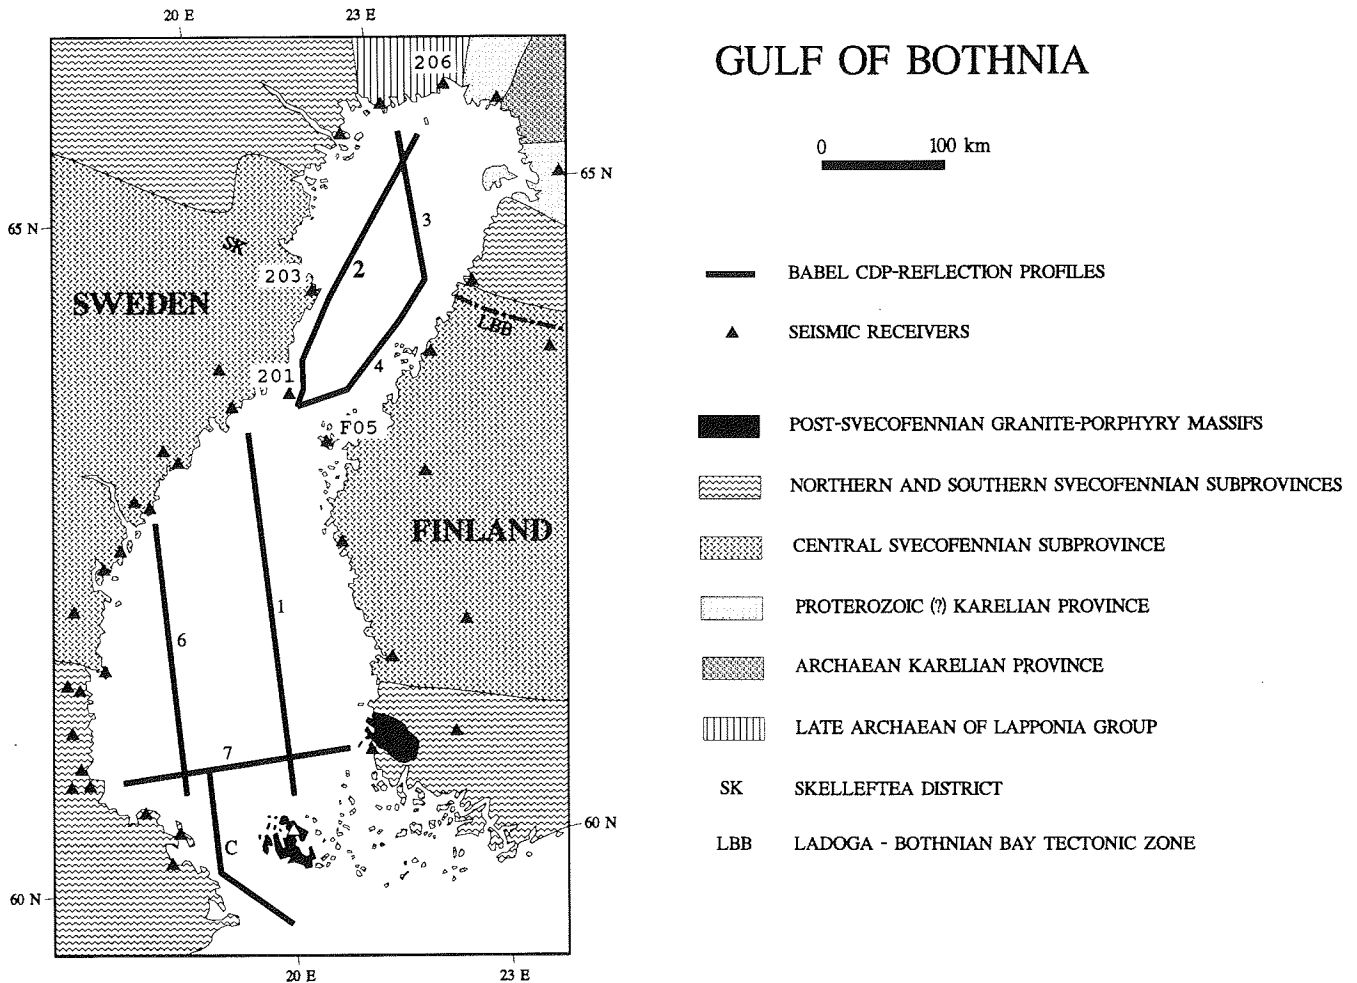 20 E
23 E
206
65 N
65 N
3
2
SK
203
SWEDEN
LBB
4
201
F05
FINLAND
1
6
7
C
60 N
60 N
20 E
23 E
GULF OF BOTHNIA
0 100 km
BABEL CDP-REFLECTION PROFILES
SEISMIC RECEIVERS
POST-SVECOFENNIAN GRANITE-PORPHYRY MASSIFS
NORTHERN AND SOUTHERN SVECOFENNIAN SUBPROVINCES
CENTRAL SVECOFENNIAN SUBPROVINCE
PROTEROZOIC (?) KARELIAN PROVINCE
ARCHAEAN KARELIAN PROVINCE
LATE ARCHAEAN OF LAPPONIA GROUP
SK SKELLEFTEA DISTRICT
LBB LADOGA - BOTHNIAN BAY TECTONIC ZONE